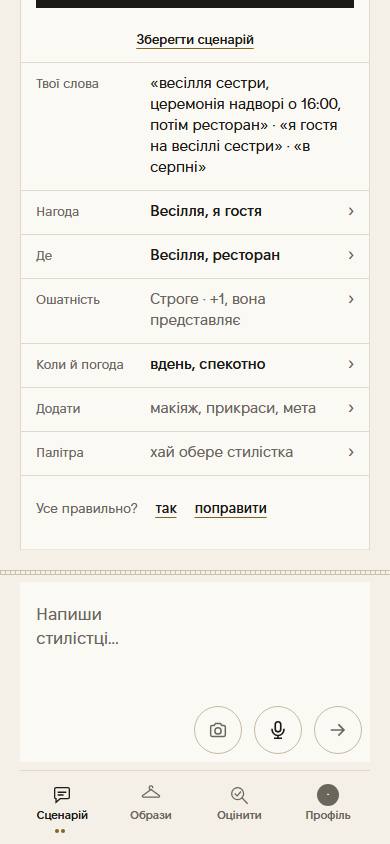 Зберегти сценарій
Твої слова
«весілля сестри,
церемонія надворі о 16:00,
потім ресторан» · «я гостя
на весіллі сестри» · «в
серпні»
Нагода
Весілля, я гостя
Де
Весілля, ресторан
Ошатність
Строге · +1, вона
представляє
Коли й погода
вдень, спекотно
Додати
макіяж, прикраси, мета
Палітра
хай обере стилістка
Усе правильно? так поправити
Напиши
стилістці...
Сценарій Образи Оцінити Профіль